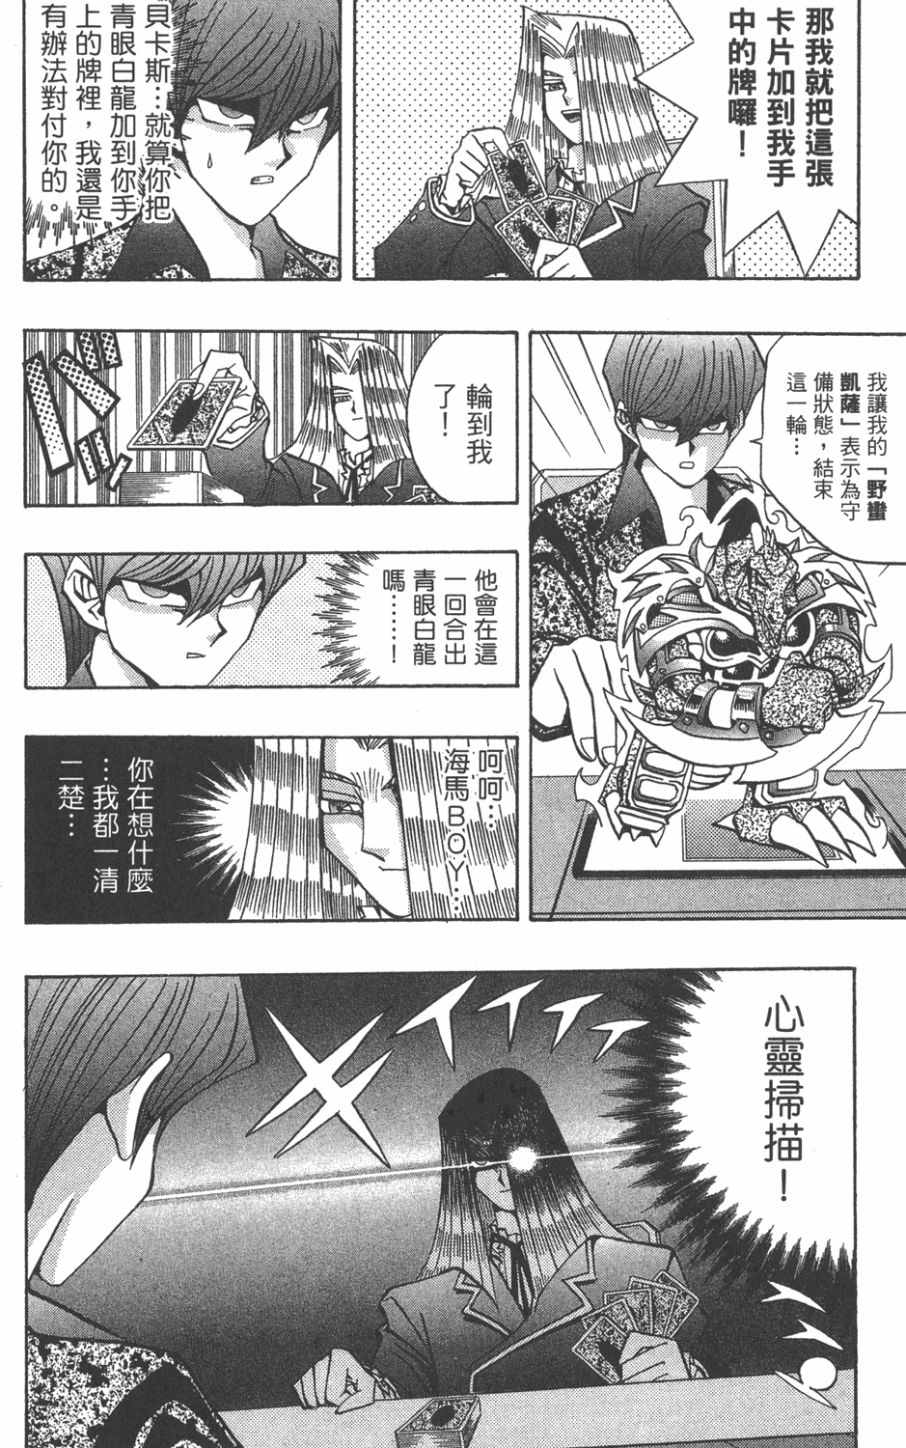 那我就把這張
卡片加到我手
中的牌囉！
貝卡斯…就算你把
青眼白龍加到你手
上的牌裡，我還是
有辦法對付你的。
我讓我的「野蠻
凱薩」表示為守
備狀態，結束
這一輪…
輪到我
了！
バババッ
他會在這
一回合出
青眼白龍
嗎………！
呵呵…
海馬BOY…
你在想什麼
…我都一清
二楚…
心靈掃描！